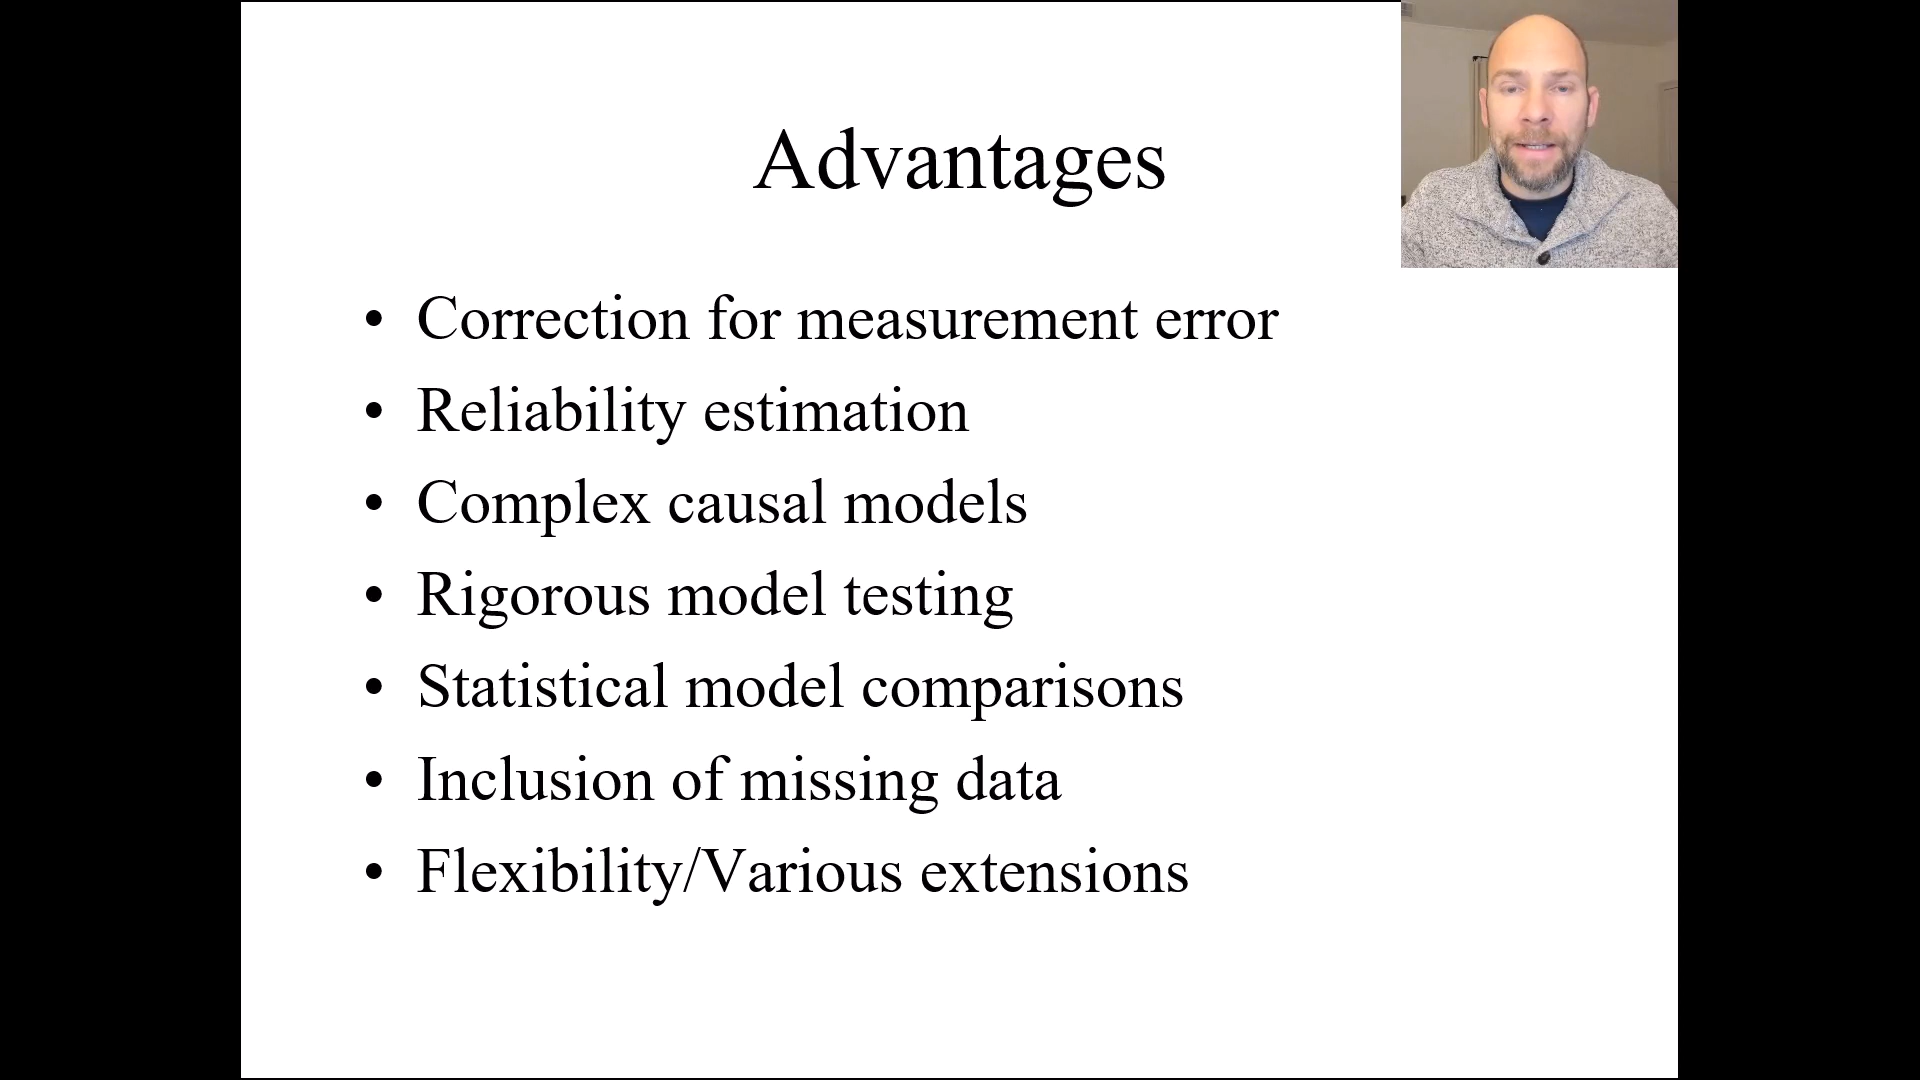 Advantages
• Correction for measurement error
• Reliability estimation
• Complex causal models
• Rigorous model testing
• Statistical model comparisons
• Inclusion of missing data
• Flexibility/Various extensions